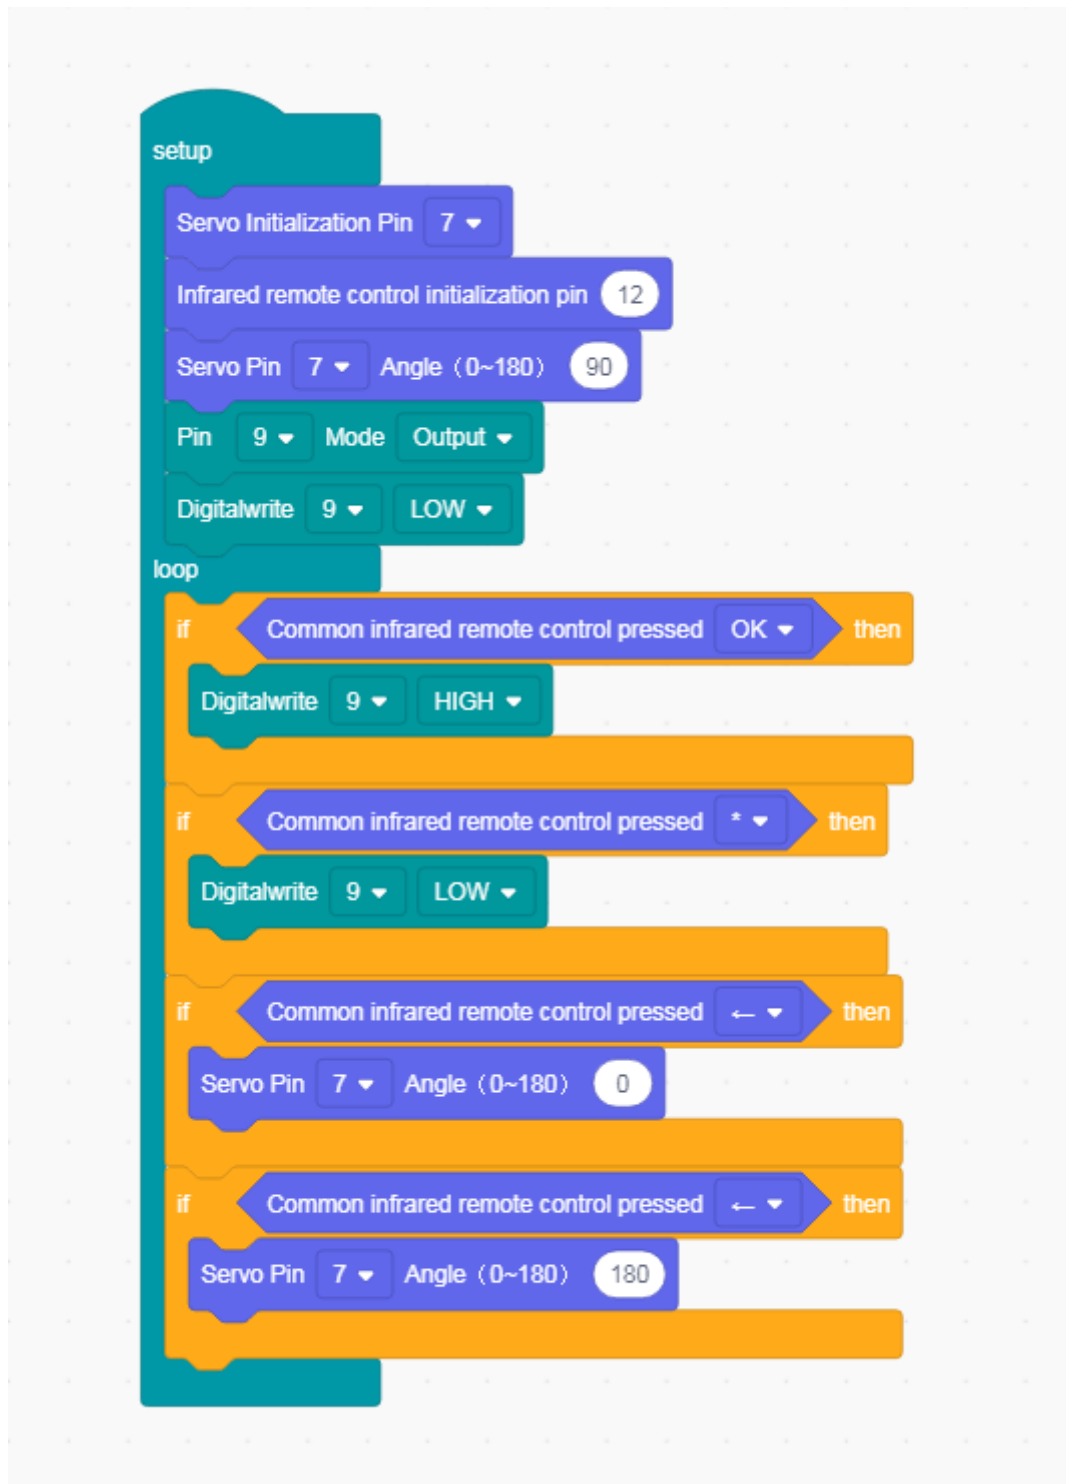 setup
Servo Initialization Pin 7
Infrared remote control initialization pin 12
Servo Pin 7 Angle（0~180） 90
Pin 9 Mode Output
Digitalwrite 9 LOW
loop
if Common infrared remote control pressed OK then
Digitalwrite 9 HIGH
if Common infrared remote control pressed * then
Digitalwrite 9 LOW
if Common infrared remote control pressed ← then
Servo Pin 7 Angle（0~180） 0
if Common infrared remote control pressed ← then
Servo Pin 7 Angle（0~180） 180